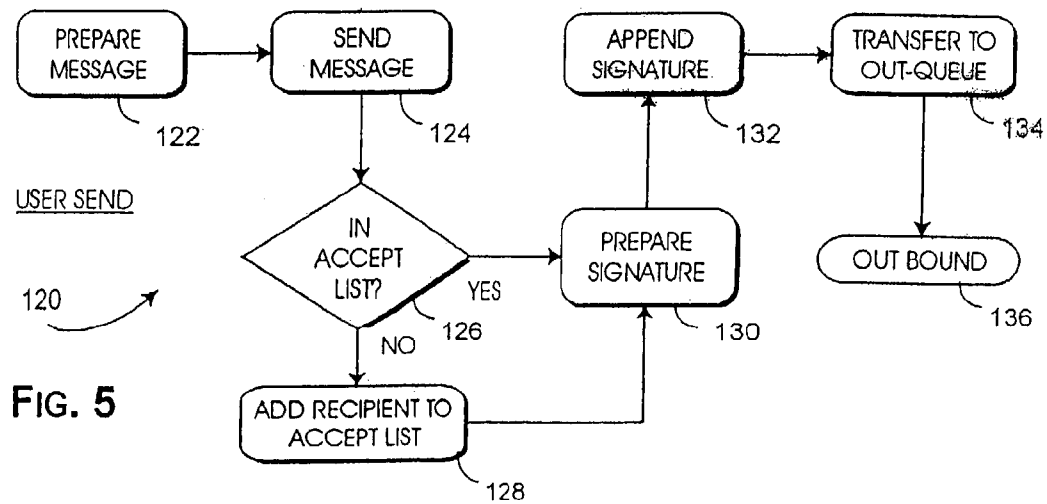 PREPARE
MESSAGE
122
SEND
MESSAGE
124
APPEND
SIGNATURE
132
TRANSFER TO
OUT-QUEUE
134
USER SEND
120
IN
ACCEPT
LIST?
126
YES
NO
PREPARE
SIGNATURE
130
OUT BOUND
136
ADD RECIPIENT TO
ACCEPT LIST
128
FIG. 5